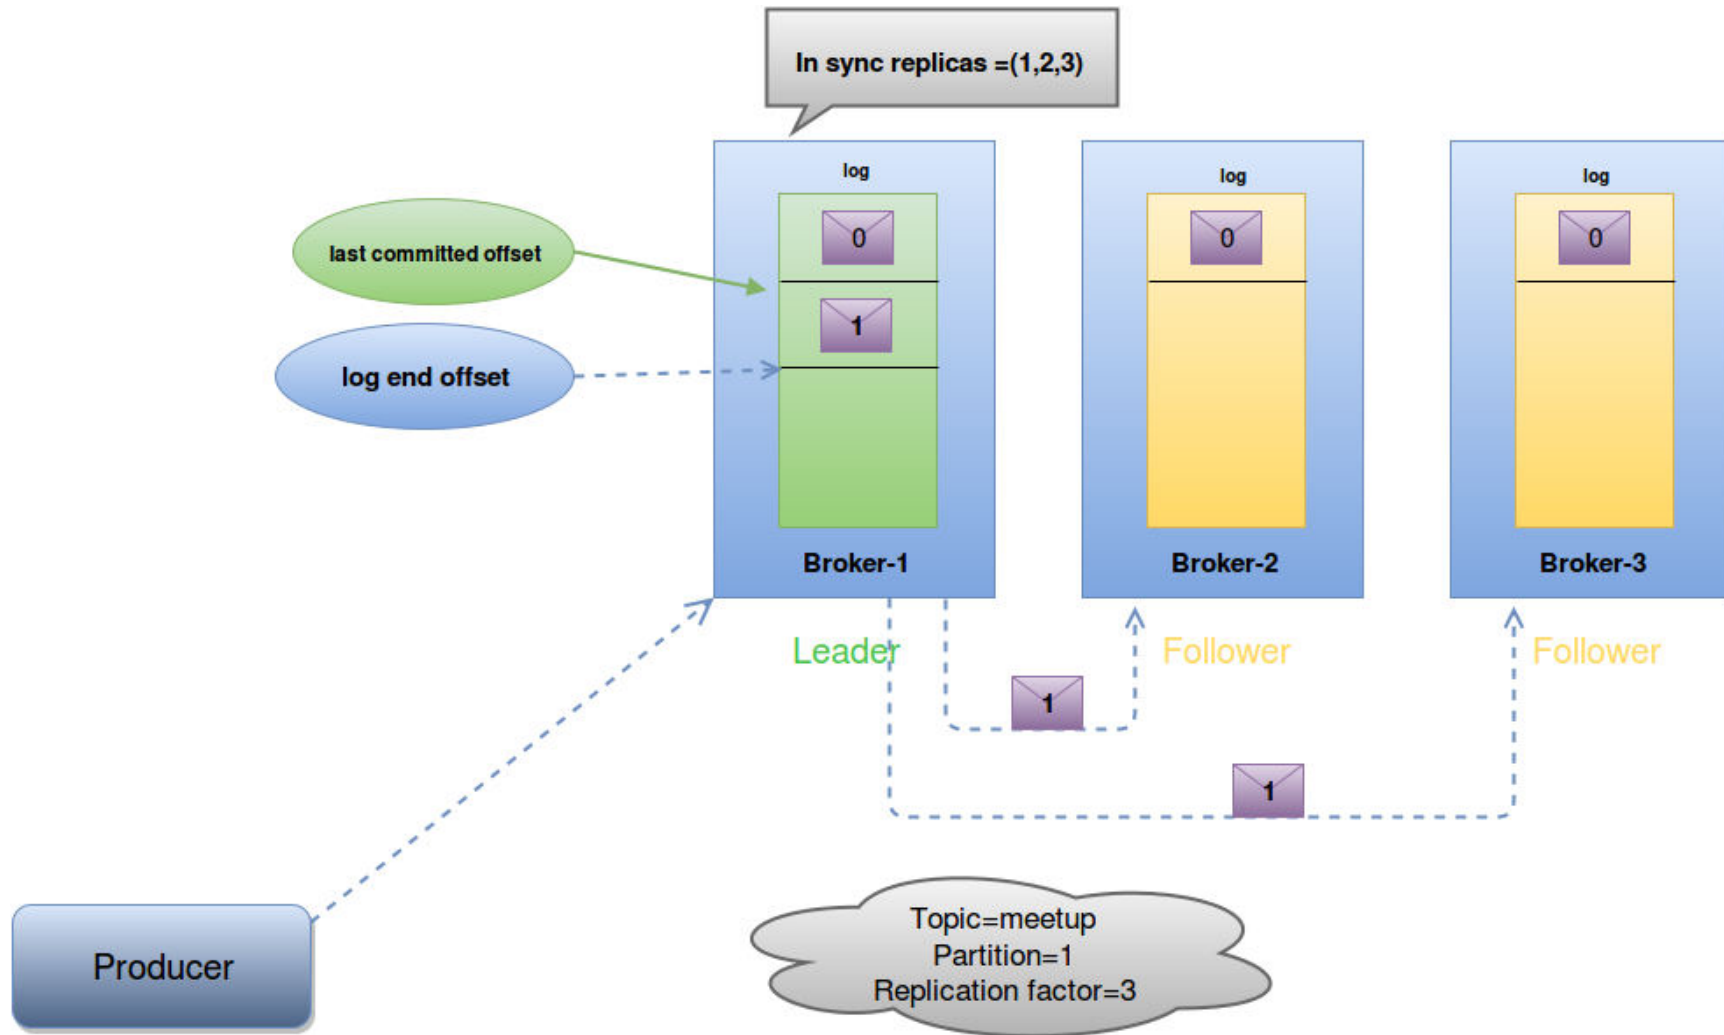 In sync replicas =(1,2,3)
log
log
log
0
0
0
last committed offset
1
log end offset
Broker-1
Broker-2
Broker-3
Leader
Follower
Follower
1
1
Topic=meetup
Partition=1
Replication factor=3
Producer